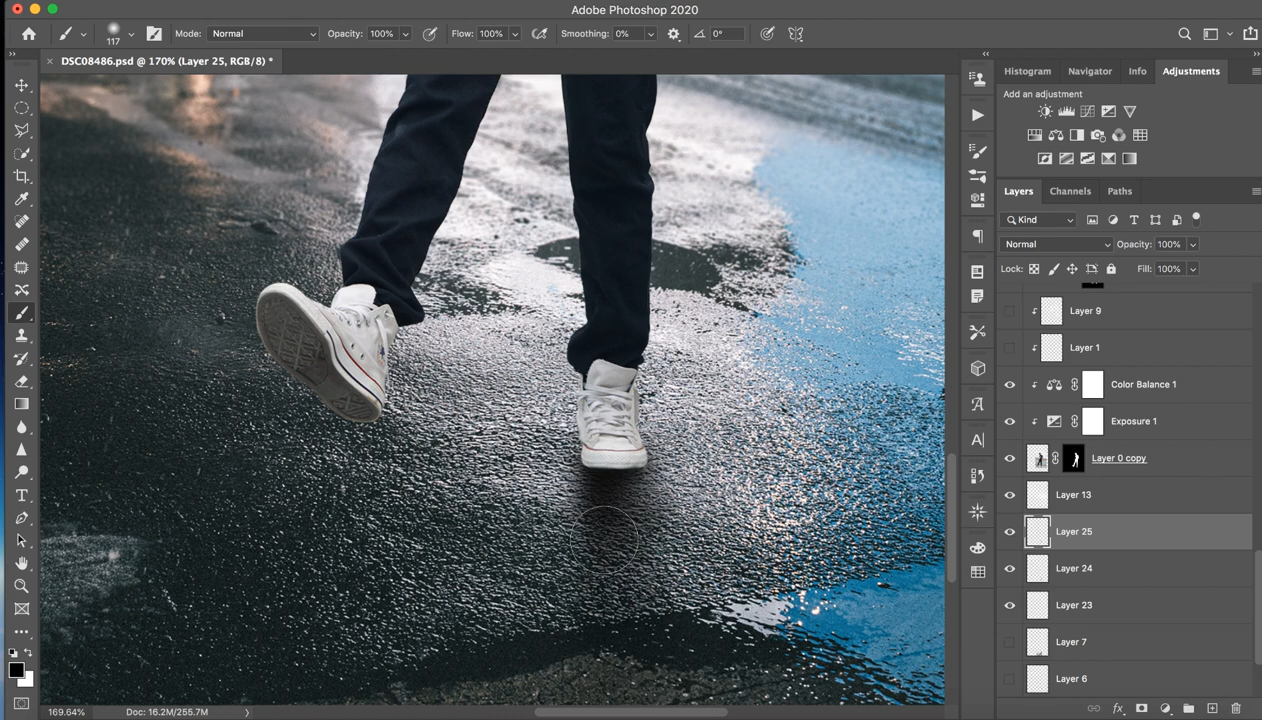 Adobe Photoshop 2020
117
Mode: Normal
Opacity: 100%
Flow: 100%
Smoothing: 0%
0°
DSC08486.psd @ 170% (Layer 25, RGB/8) *
Histogram
Navigator
Info
Adjustments
Add an adjustment
Layers
Channels
Paths
Kind
Normal
Opacity: 100%
Lock:
Fill: 100%
Layer 9
Layer 1
Color Balance 1
Exposure 1
Layer 0 copy
Layer 13
Layer 25
Layer 24
Layer 23
Layer 7
Layer 6
169.64%
Doc: 16.2M/255.7M